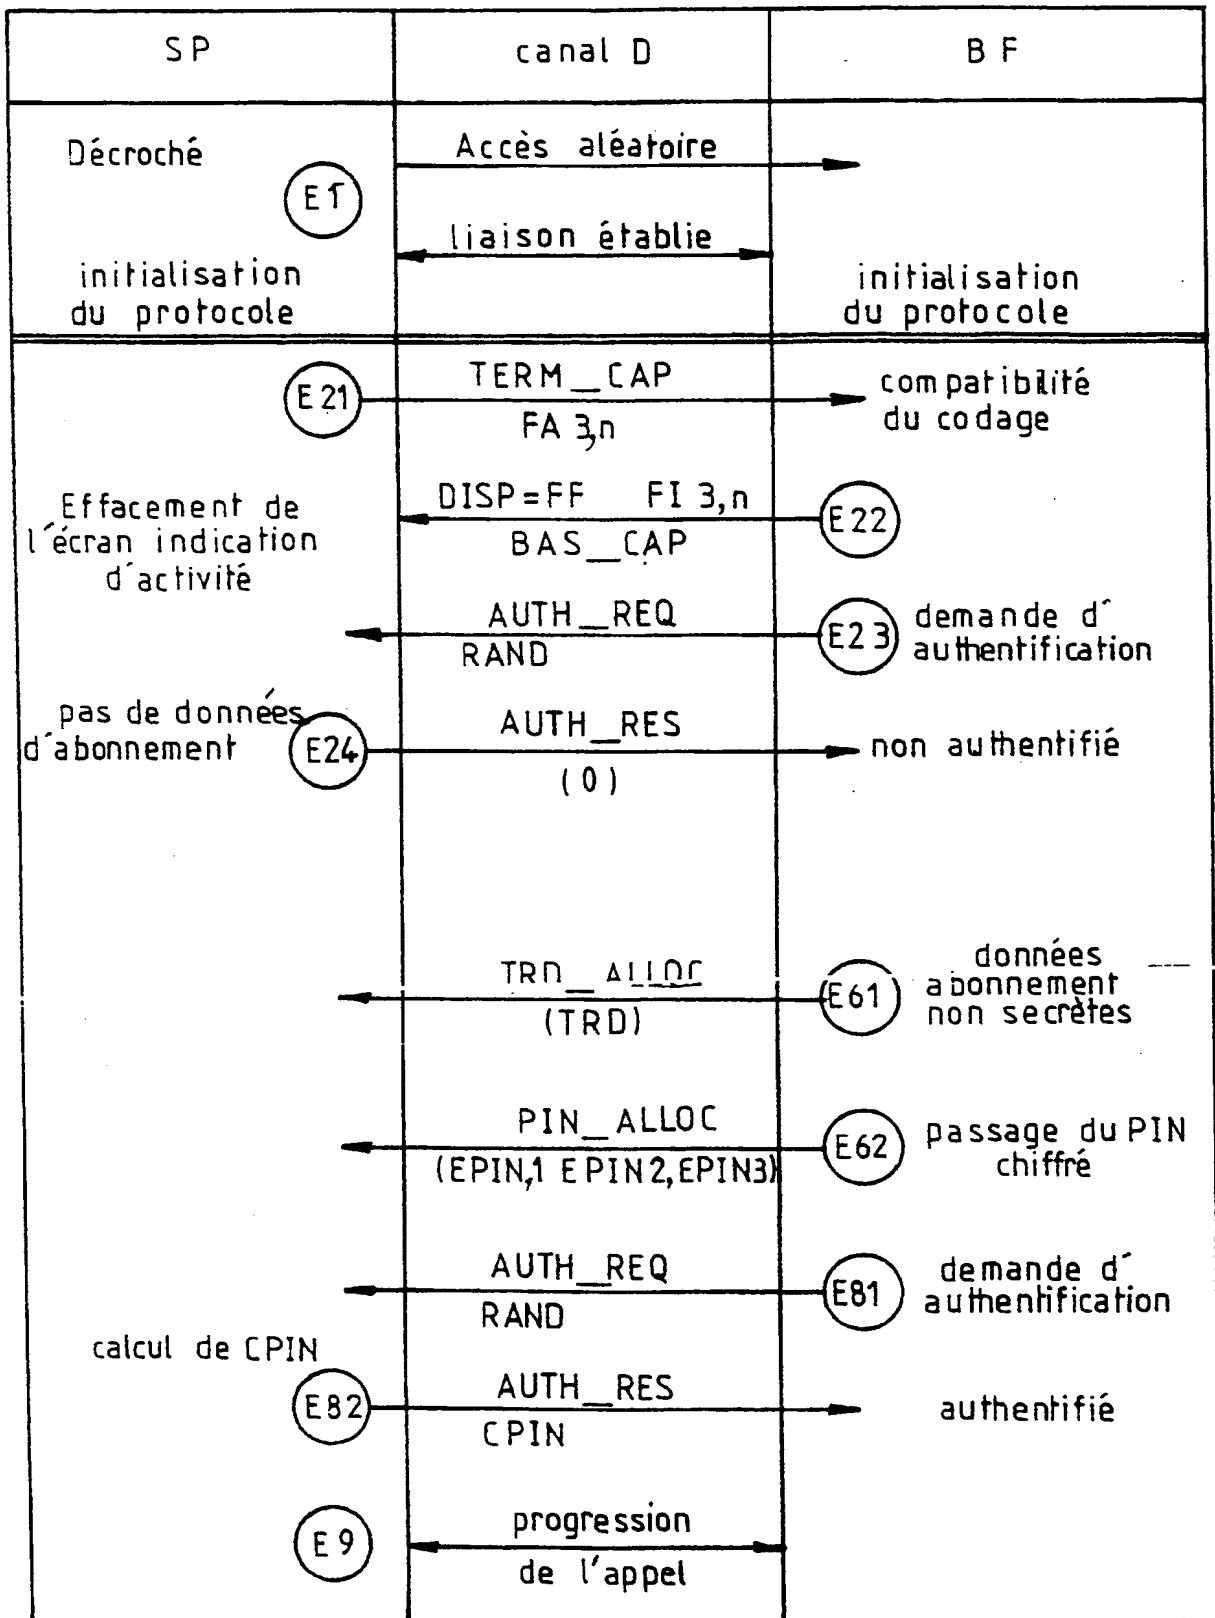 SP canal D BF
Décroché Accès aléatoire
E1
liaison établie
initialisation
du protocole
initialisation
du protocole
E21 TERM_CAP
FA 3,n
compatibilité
du codage
Effacement de
l'écran indication
d'activité
DISP=FF FI 3,n
BAS_CAP
E22
AUTH_REQ
RAND
E23
demande d'
authentification
pas de données
d'abonnement
E24
AUTH_RES
(0)
non authentifié
TRD_ALLOC
(TRD)
E61
données
abonnement
non secrètes
PIN_ALLOC
(EPIN,1 EPIN2,EPIN3)
E62
passage du PIN
chiffré
AUTH_REQ
RAND
E81
demande d'
authentification
calcul de CPIN
E82
AUTH_RES
CPIN
authentifié
E9
progression
de l'appel